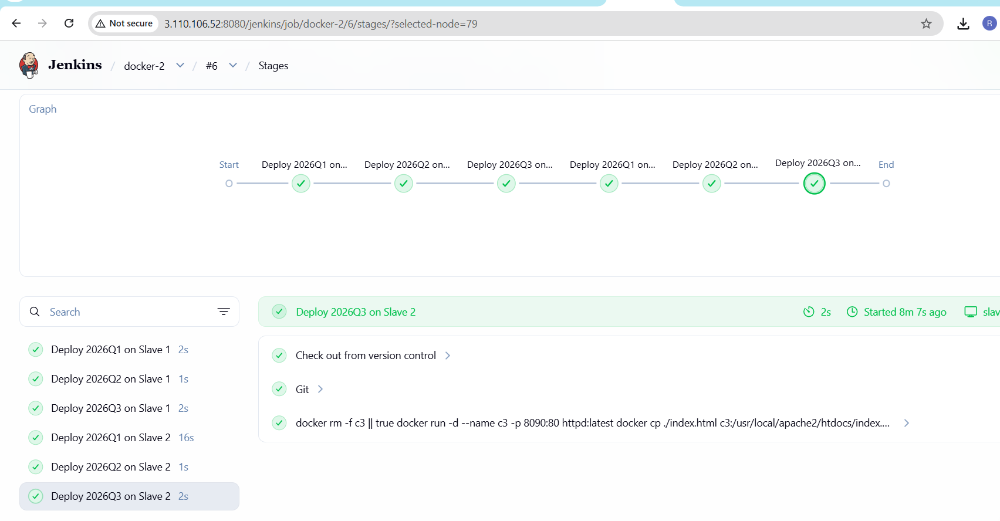 Not secure 3.110.106.52:8080/jenkins/job/docker-2/6/stages/?selected-node=79 R
Jenkins / docker-2 / #6 / Stages
Graph
Start Deploy 2026Q1 on... Deploy 2026Q2 on... Deploy 2026Q3 on... Deploy 2026Q1 on... Deploy 2026Q2 on... Deploy 2026Q3 on... End
Search
Deploy 2026Q1 on Slave 1 2s
Deploy 2026Q2 on Slave 1 1s
Deploy 2026Q3 on Slave 1 2s
Deploy 2026Q1 on Slave 2 16s
Deploy 2026Q2 on Slave 2 1s
Deploy 2026Q3 on Slave 2 2s
Deploy 2026Q3 on Slave 2 2s Started 8m 7s ago slav
Check out from version control
Git
docker rm -f c3 || true docker run -d --name c3 -p 8090:80 httpd:latest docker cp ./index.html c3:/usr/local/apache2/htdocs/index....